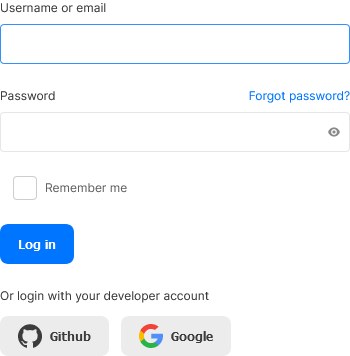 Username or email
Password Forgot password?
Remember me
Log in
Or login with your developer account
Github Google